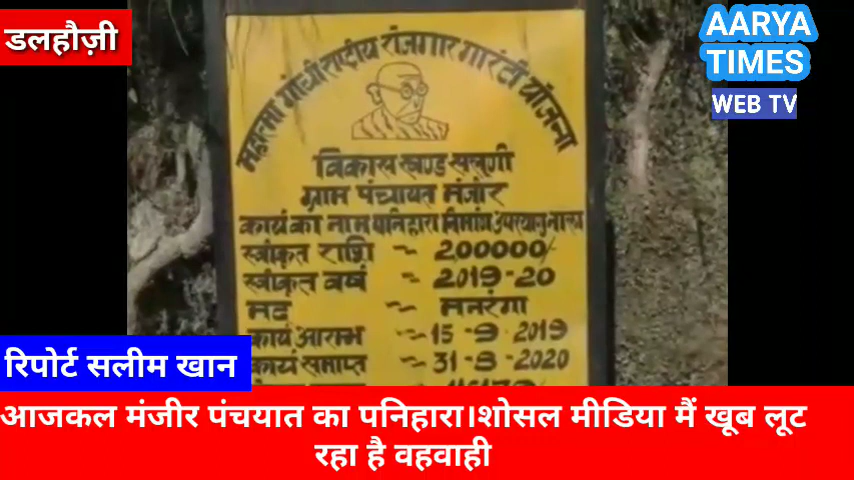 डलहौज़ी
AARYA
TIMES
WEB TV
महात्मा गांधी राष्ट्रीय रोजगार गारंटी योजना
विकास खण्ड सलूणी
ग्राम पंचायत मंजीर
कार्य का नाम पनिहारा निर्माण
स्वीकृत राशि ~ 200000/
स्वीकृत वर्ष ~ 2019-20
मद ~ मनरेगा
कार्य आरम्भ ~ 15-9-2019
कार्य समाप्त ~ 31-8-2020
रिपोर्ट सलीम खान
आजकल मंजीर पंचयात का पनिहारा।शोसल मीडिया मैं खूब लूट
रहा है वहवाही